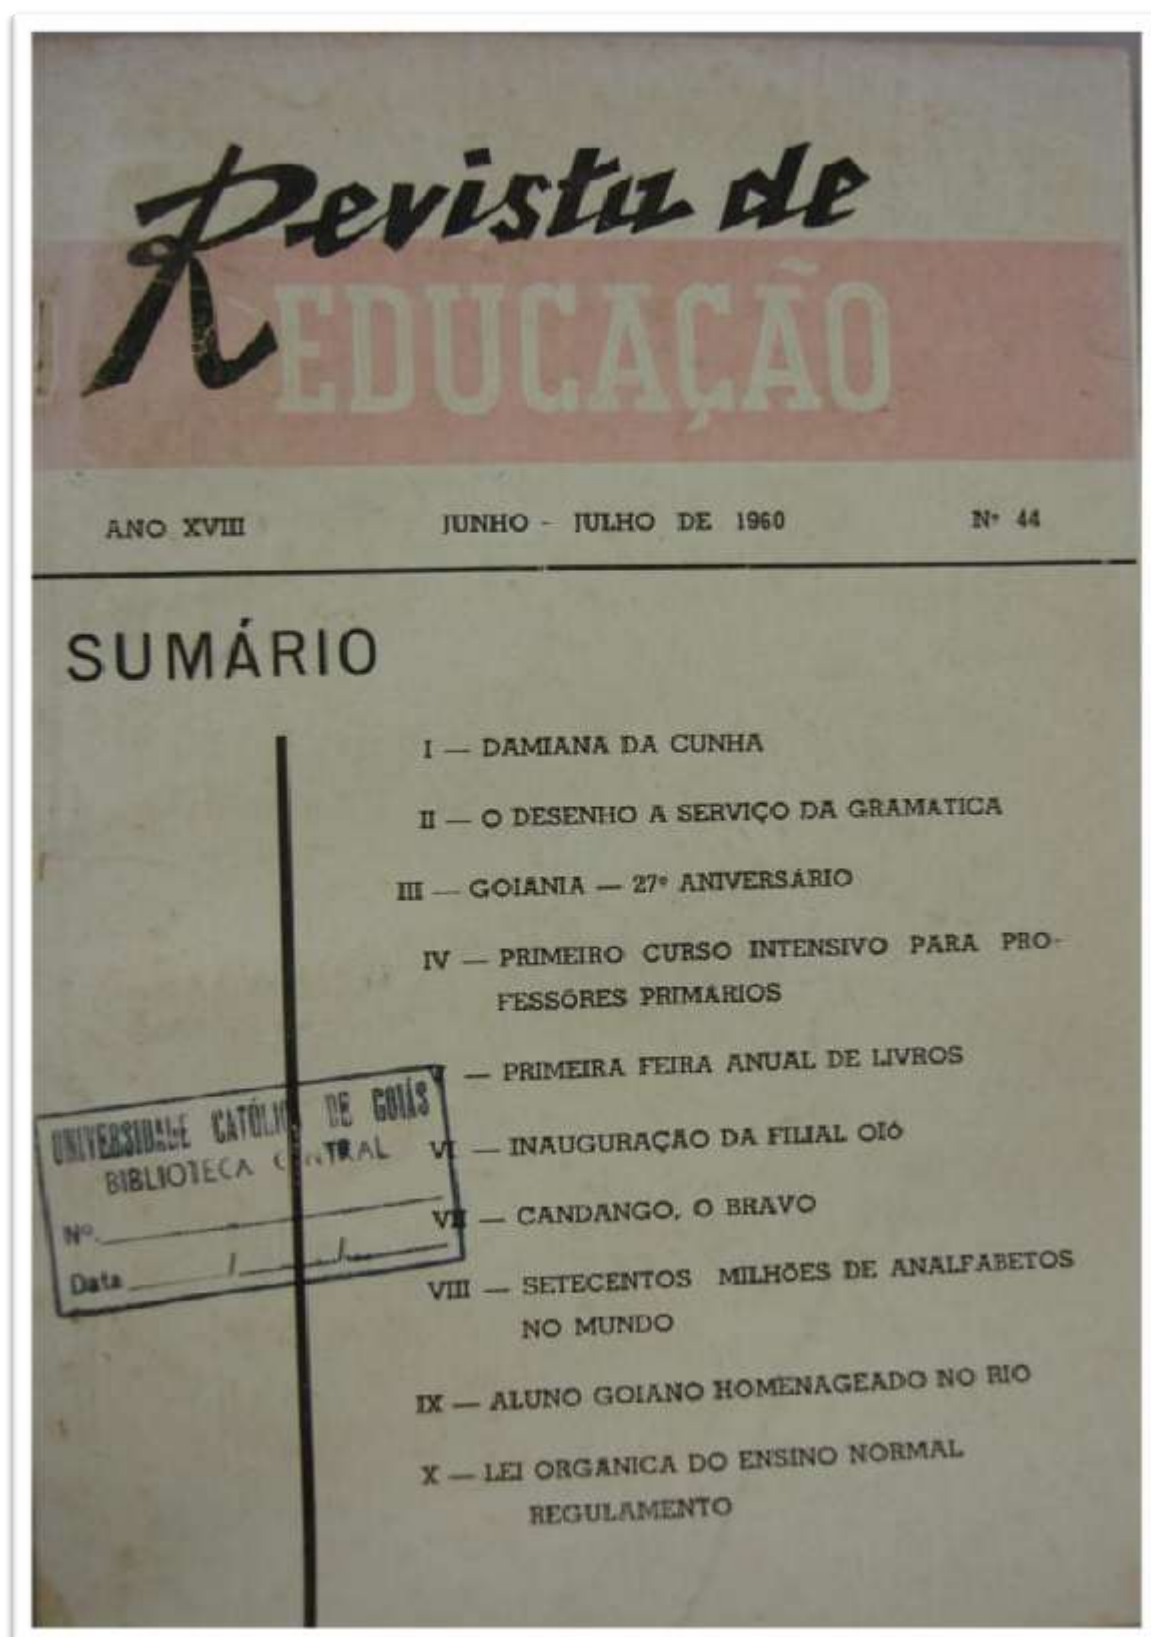 Revista de
EDUCAÇÃO
ANO XVIII JUNHO - JULHO DE 1960 Nº 44
SUMÁRIO
I — DAMIANA DA CUNHA
II — O DESENHO A SERVIÇO DA GRAMATICA
III — GOIANIA — 27º ANIVERSÁRIO
IV — PRIMEIRO CURSO INTENSIVO PARA PRO-
FESSÔRES PRIMARIOS
V — PRIMEIRA FEIRA ANUAL DE LIVROS
VI — INAUGURAÇÃO DA FILIAL OIÓ
VII — CANDANGO, O BRAVO
VIII — SETECENTOS MILHÕES DE ANALFABETOS
NO MUNDO
IX — ALUNO GOIANO HOMENAGEADO NO RIO
X — LEI ORGANICA DO ENSINO NORMAL
REGULAMENTO
UNIVERSIDADE CATÓLICA DE GOIÁS
BIBLIOTECA CENTRAL
Nº.
Data / /